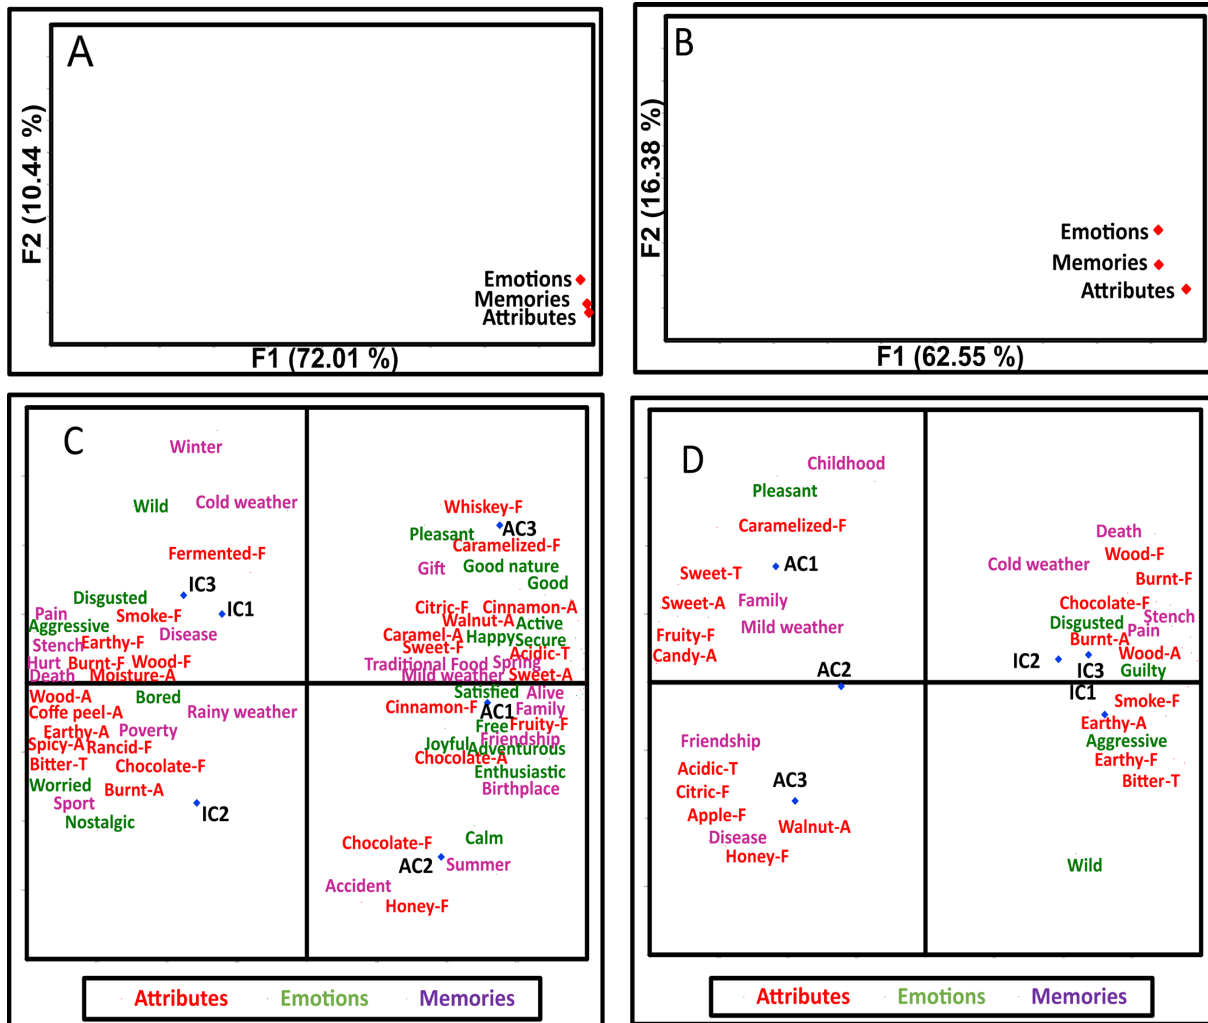 A
F2 (10.44 %)
Emotions
Memories
Attributes
F1 (72.01 %)
B
F2 (16.38 %)
Emotions
Memories
Attributes
F1 (62.55 %)
C
Winter
Wild
Cold weather
Whiskey-F
AC3
Pleasant
Caramelized-F
Fermented-F
Gift
Good nature
Good
IC3
Disgusted
IC1
Pain
Smoke-F
Citric-F
Cinnamon-A
Walnut-A
Active
Aggressive
Disease
Caramel-A
Happy
Secure
Stench
Earthy-F
Sweet-F
Acidic-T
Hurt
Burnt-F
Wood-F
Traditional Food
Spring
Death
Moisture-A
Mild weather
Sweet-A
Wood-A
Bored
Satisfied
Alive
Coffe peel-A
Rainy weather
Cinnamon-F
AC1
Family
Earthy-A
Poverty
Free
Fruity-F
Friendship
Spicy-A
Rancid-F
Joyful
Adventurous
Bitter-T
Chocolate-F
Chocolate-A
Enthusiastic
Worried
Burnt-A
Birthplace
Sport
IC2
Nostalgic
Chocolate-F
Calm
AC2
Summer
Accident
Honey-F
Attributes
Emotions
Memories
D
Childhood
Pleasant
Caramelized-F
Death
Wood-F
AC1
Cold weather
Sweet-T
Burnt-F
Sweet-A
Family
Chocolate-F
Mild weather
Disgusted
Stench
Fruity-F
Burnt-A
Pain
Candy-A
Wood-A
AC2
IC2
IC3
Guilty
IC1
Smoke-F
Earthy-A
Friendship
Aggressive
Acidic-T
Earthy-F
AC3
Citric-F
Bitter-T
Apple-F
Walnut-A
Disease
Honey-F
Wild
Attributes
Emotions
Memories